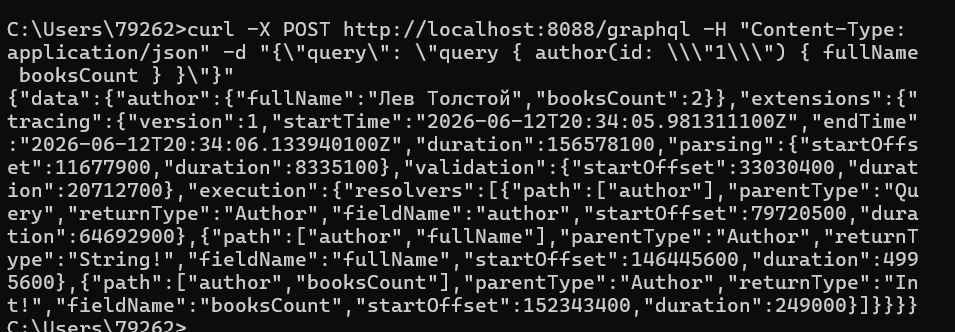 C:\Users\79262>curl -X POST http://localhost:8088/graphql -H "Content-Type:
application/json" -d "{\"query\": \"query { author(id: \\\"1\\\") { fullName
 booksCount } }\"}"
{"data":{"author":{"fullName":"Лев Толстой","booksCount":2}},"extensions":{"
tracing":{"version":1,"startTime":"2026-06-12T20:34:05.981311100Z","endTime"
:"2026-06-12T20:34:06.133940100Z","duration":156578100,"parsing":{"startOffs
et":11677900,"duration":8335100},"validation":{"startOffset":33030400,"durat
ion":20712700},"execution":{"resolvers":[{"path":["author"],"parentType":"Qu
ery","returnType":"Author","fieldName":"author","startOffset":79720500,"dura
tion":64692900},{"path":["author","fullName"],"parentType":"Author","returnT
ype":"String!","fieldName":"fullName","startOffset":146445600,"duration":499
5600},{"path":["author","booksCount"],"parentType":"Author","returnType":"In
t!","fieldName":"booksCount","startOffset":152343400,"duration":249000}]}}}}
C:\Users\79262>